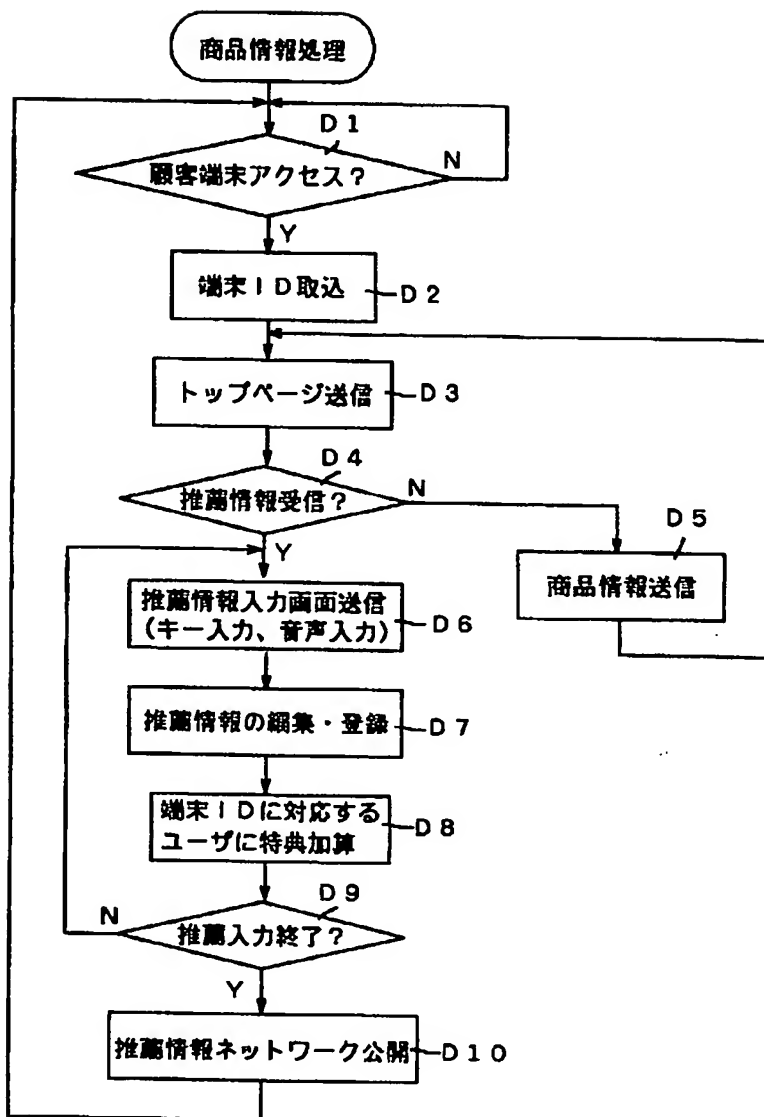 商品情報処理
D1
顧客端末アクセス?
N
Y
端末ID取込
D2
トップページ送信
D3
D4
推薦情報受信?
N
Y
D5
商品情報送信
推薦情報入力画面送信
(キー入力、音声入力)
D6
推薦情報の編集・登録
D7
端末IDに対応する
ユーザに特典加算
D8
D9
N
推薦入力終了?
Y
推薦情報ネットワーク公開
D10